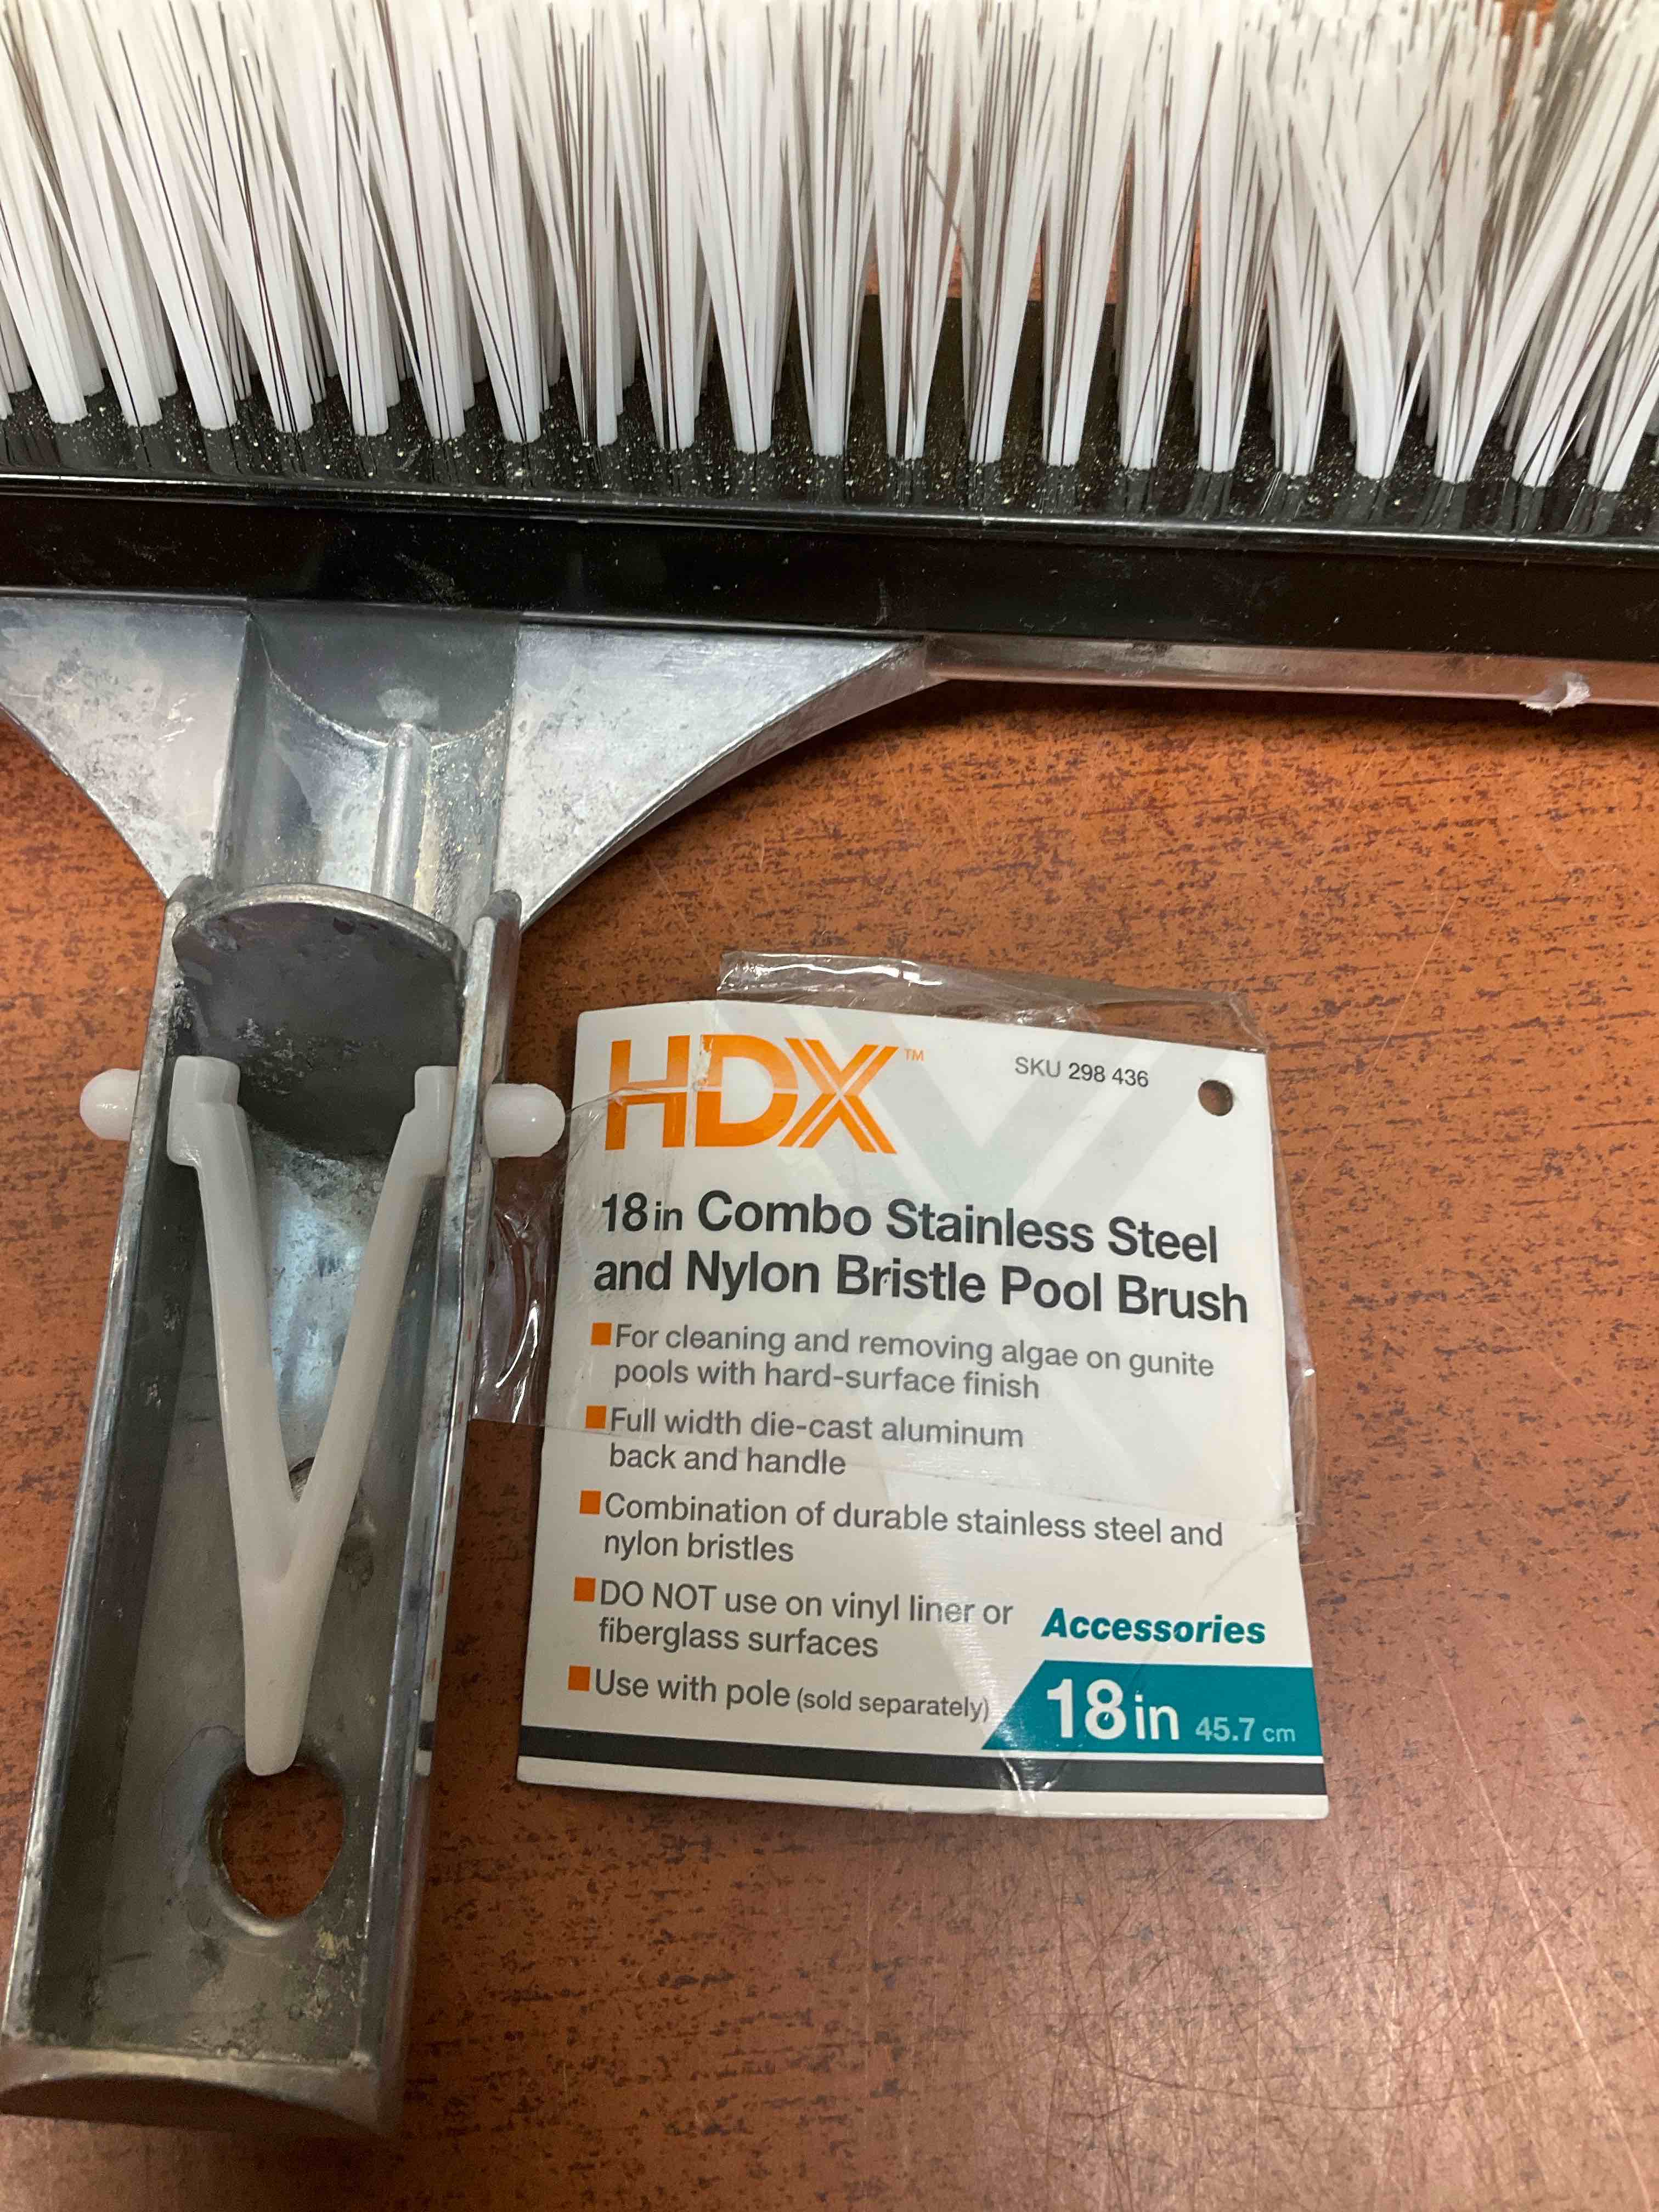 HDX™
SKU 298 436
18in Combo Stainless Steel
and Nylon Bristle Pool Brush
For cleaning and removing algae on gunite
pools with hard-surface finish
Full width die-cast aluminum
back and handle
Combination of durable stainless steel and
nylon bristles
DO NOT use on vinyl liner or
fiberglass surfaces
Use with pole (sold separately)
Accessories
18in 45.7 cm